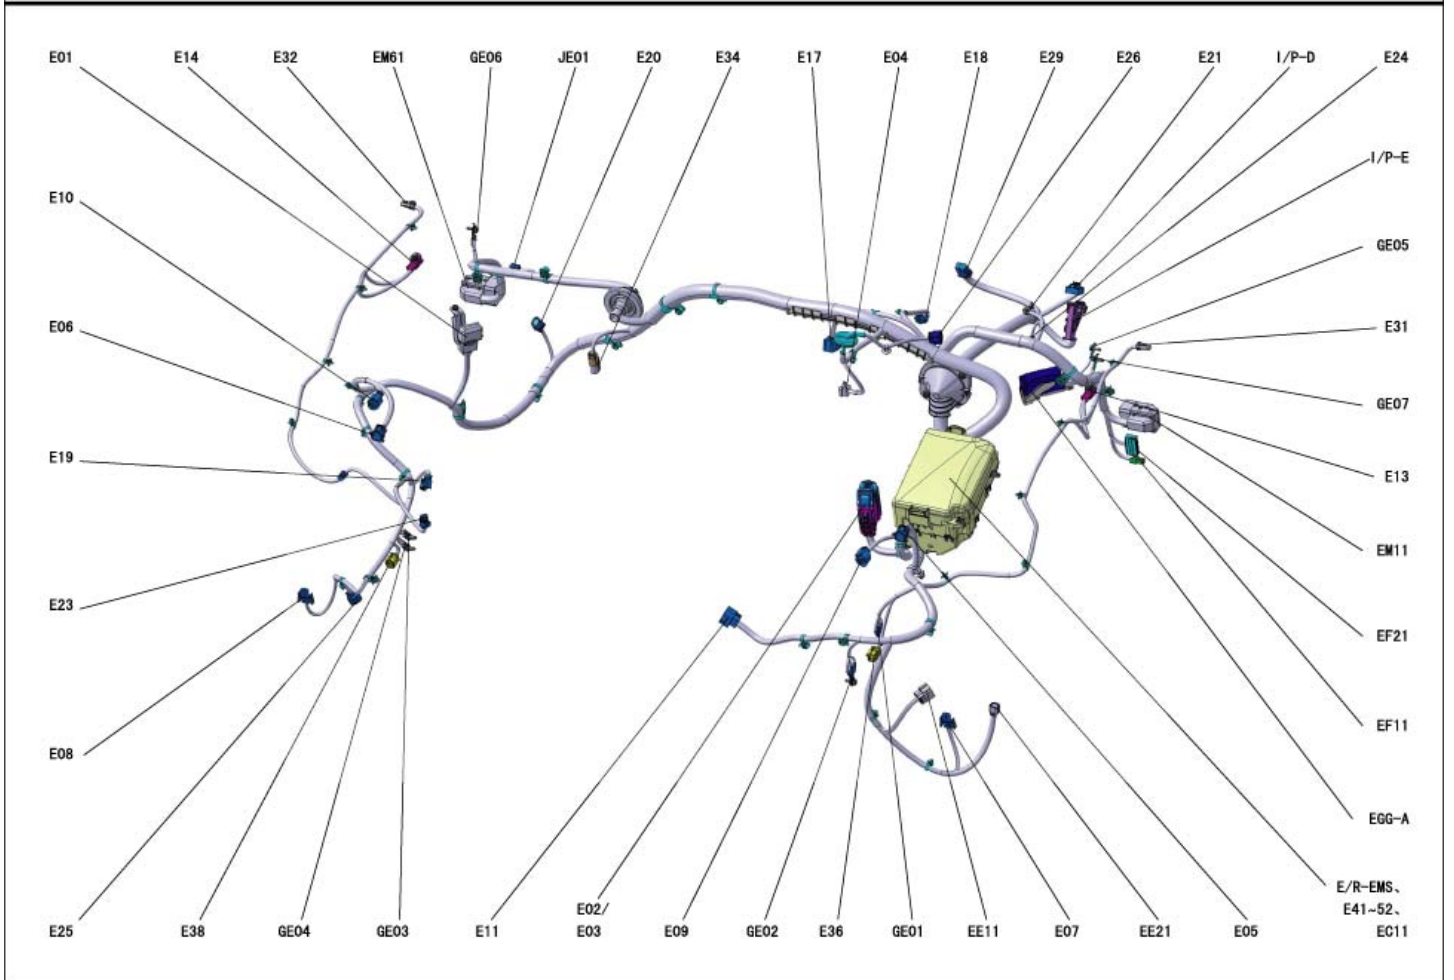 E01 E14 E32 EM61 GE06 JE01 E20 E34 E17 E04 E18 E29 E26 E21 I/P-D E24
I/P-E
E10
GE05
E06 E31
GE07
E19
E13
EM11
E23
EF21
EF11
E08
EGG-A
E/R-EMS、
E02/ E41~52、
E25 E38 GE04 GE03 E11 E03 E09 GE02 E36 GE01 EE11 E07 EE21 E05 EC11